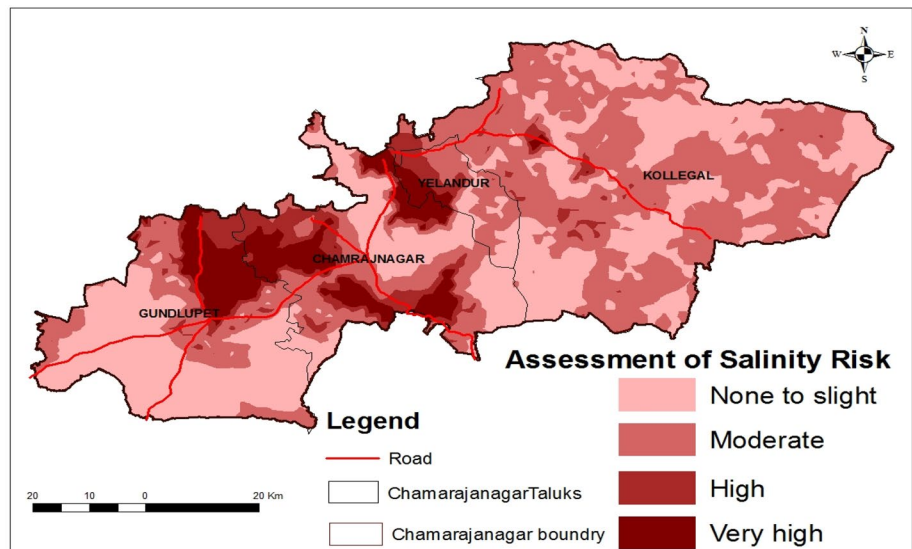 N
W E
S
YELANDUR
KOLLEGAL
CHAMRAJNAGAR
GUNDLUPET
Assessment of Salinity Risk
None to slight
Moderate
High
Very high
Legend
Road
ChamarajanagarTaluks
Chamarajanagar boundry
20 10 0 20 Km